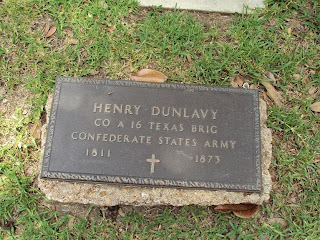 HENRY DUNLAVY
CO A 16 TEXAS BRIG
CONFEDERATE STATES ARMY
1811 1873